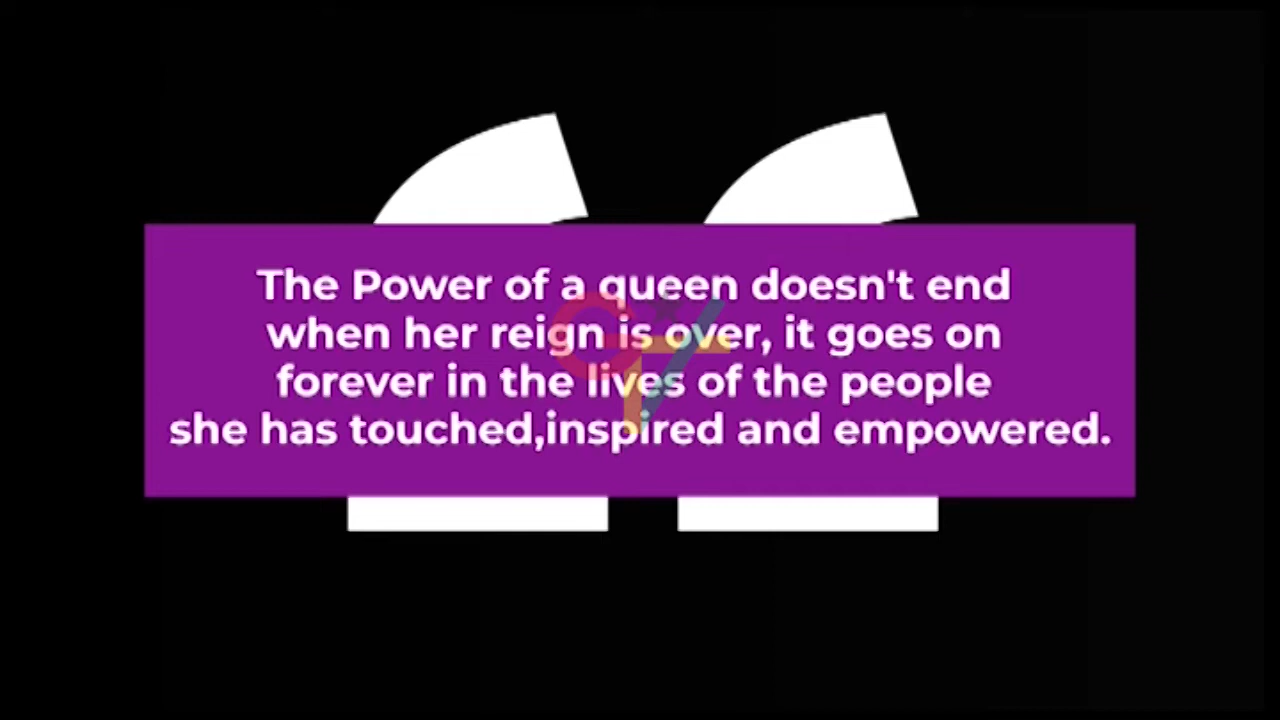 The Power of a queen doesn't end
when her reign is over, it goes on
forever in the lives of the people
she has touched,inspired and empowered.